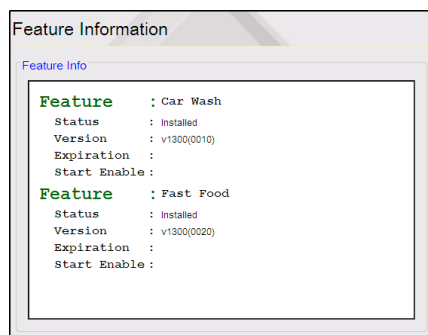 Feature Information
Feature Info
Feature : Car Wash
Status : Installed
Version : v1300(0010)
Expiration :
Start Enable :
Feature : Fast Food
Status : Installed
Version : v1300(0020)
Expiration :
Start Enable :